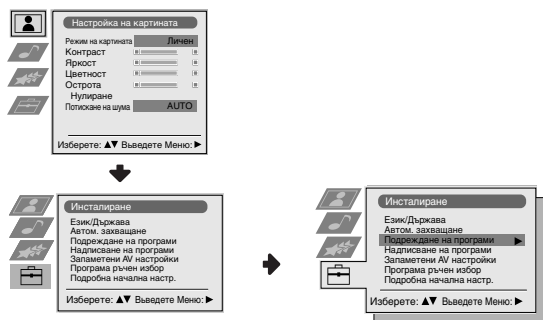 Настройка на картината
Режим на картината Личен
Контраст
Яркост
Цветност
Острота
Нулиране
Потискане на шума AUTO
Изберете: ▲▼ Въведете Меню: ▶
Инсталиране
Език/Държава
Автом. захващане
Подреждане на програми
Надписване на програми
Запаметени AV настройки
Програма ръчен избор
Подробна начална настр.
Изберете: ▲▼ Въведете Меню: ▶
Инсталиране
Език/Държава
Автом. захващане
Подреждане на програми ▶
Надписване на програми
Запаметени AV настройки
Програма ръчен избор
Подробна начална настр.
Изберете: ▲▼ Въведете Меню: ▶